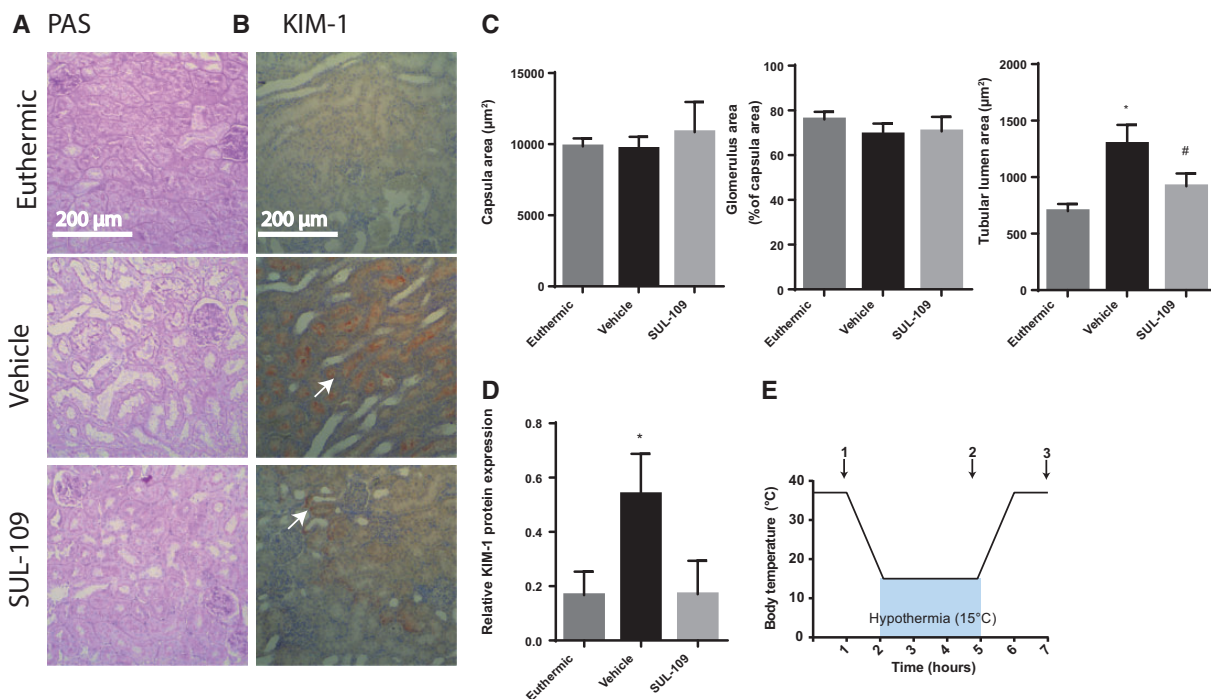 A PAS
B KIM-1
Euthermic
200 µm
200 µm
Vehicle
SUL-109
C
Capsula area (µm²)
15000
10000
5000
0
Euthermic
Vehicle
SUL-109
Glomerulus area
(%of capsula area)
100
80
60
40
20
0
Euthermic
Vehicle
SUL-109
Tubular lumen area (µm²)
2000
1500
1000
500
0
*
#
Euthermic
Vehicle
SUL-109
D
Relative KIM-1 protein expression
0.8
0.6
0.4
0.2
0.0
*
Euthermic
Vehicle
SUL-109
E
1 2 3
Body temperature (°C)
40
30
20
10
0
Hypothermia (15°C)
1 2 3 4 5 6 7
Time (hours)